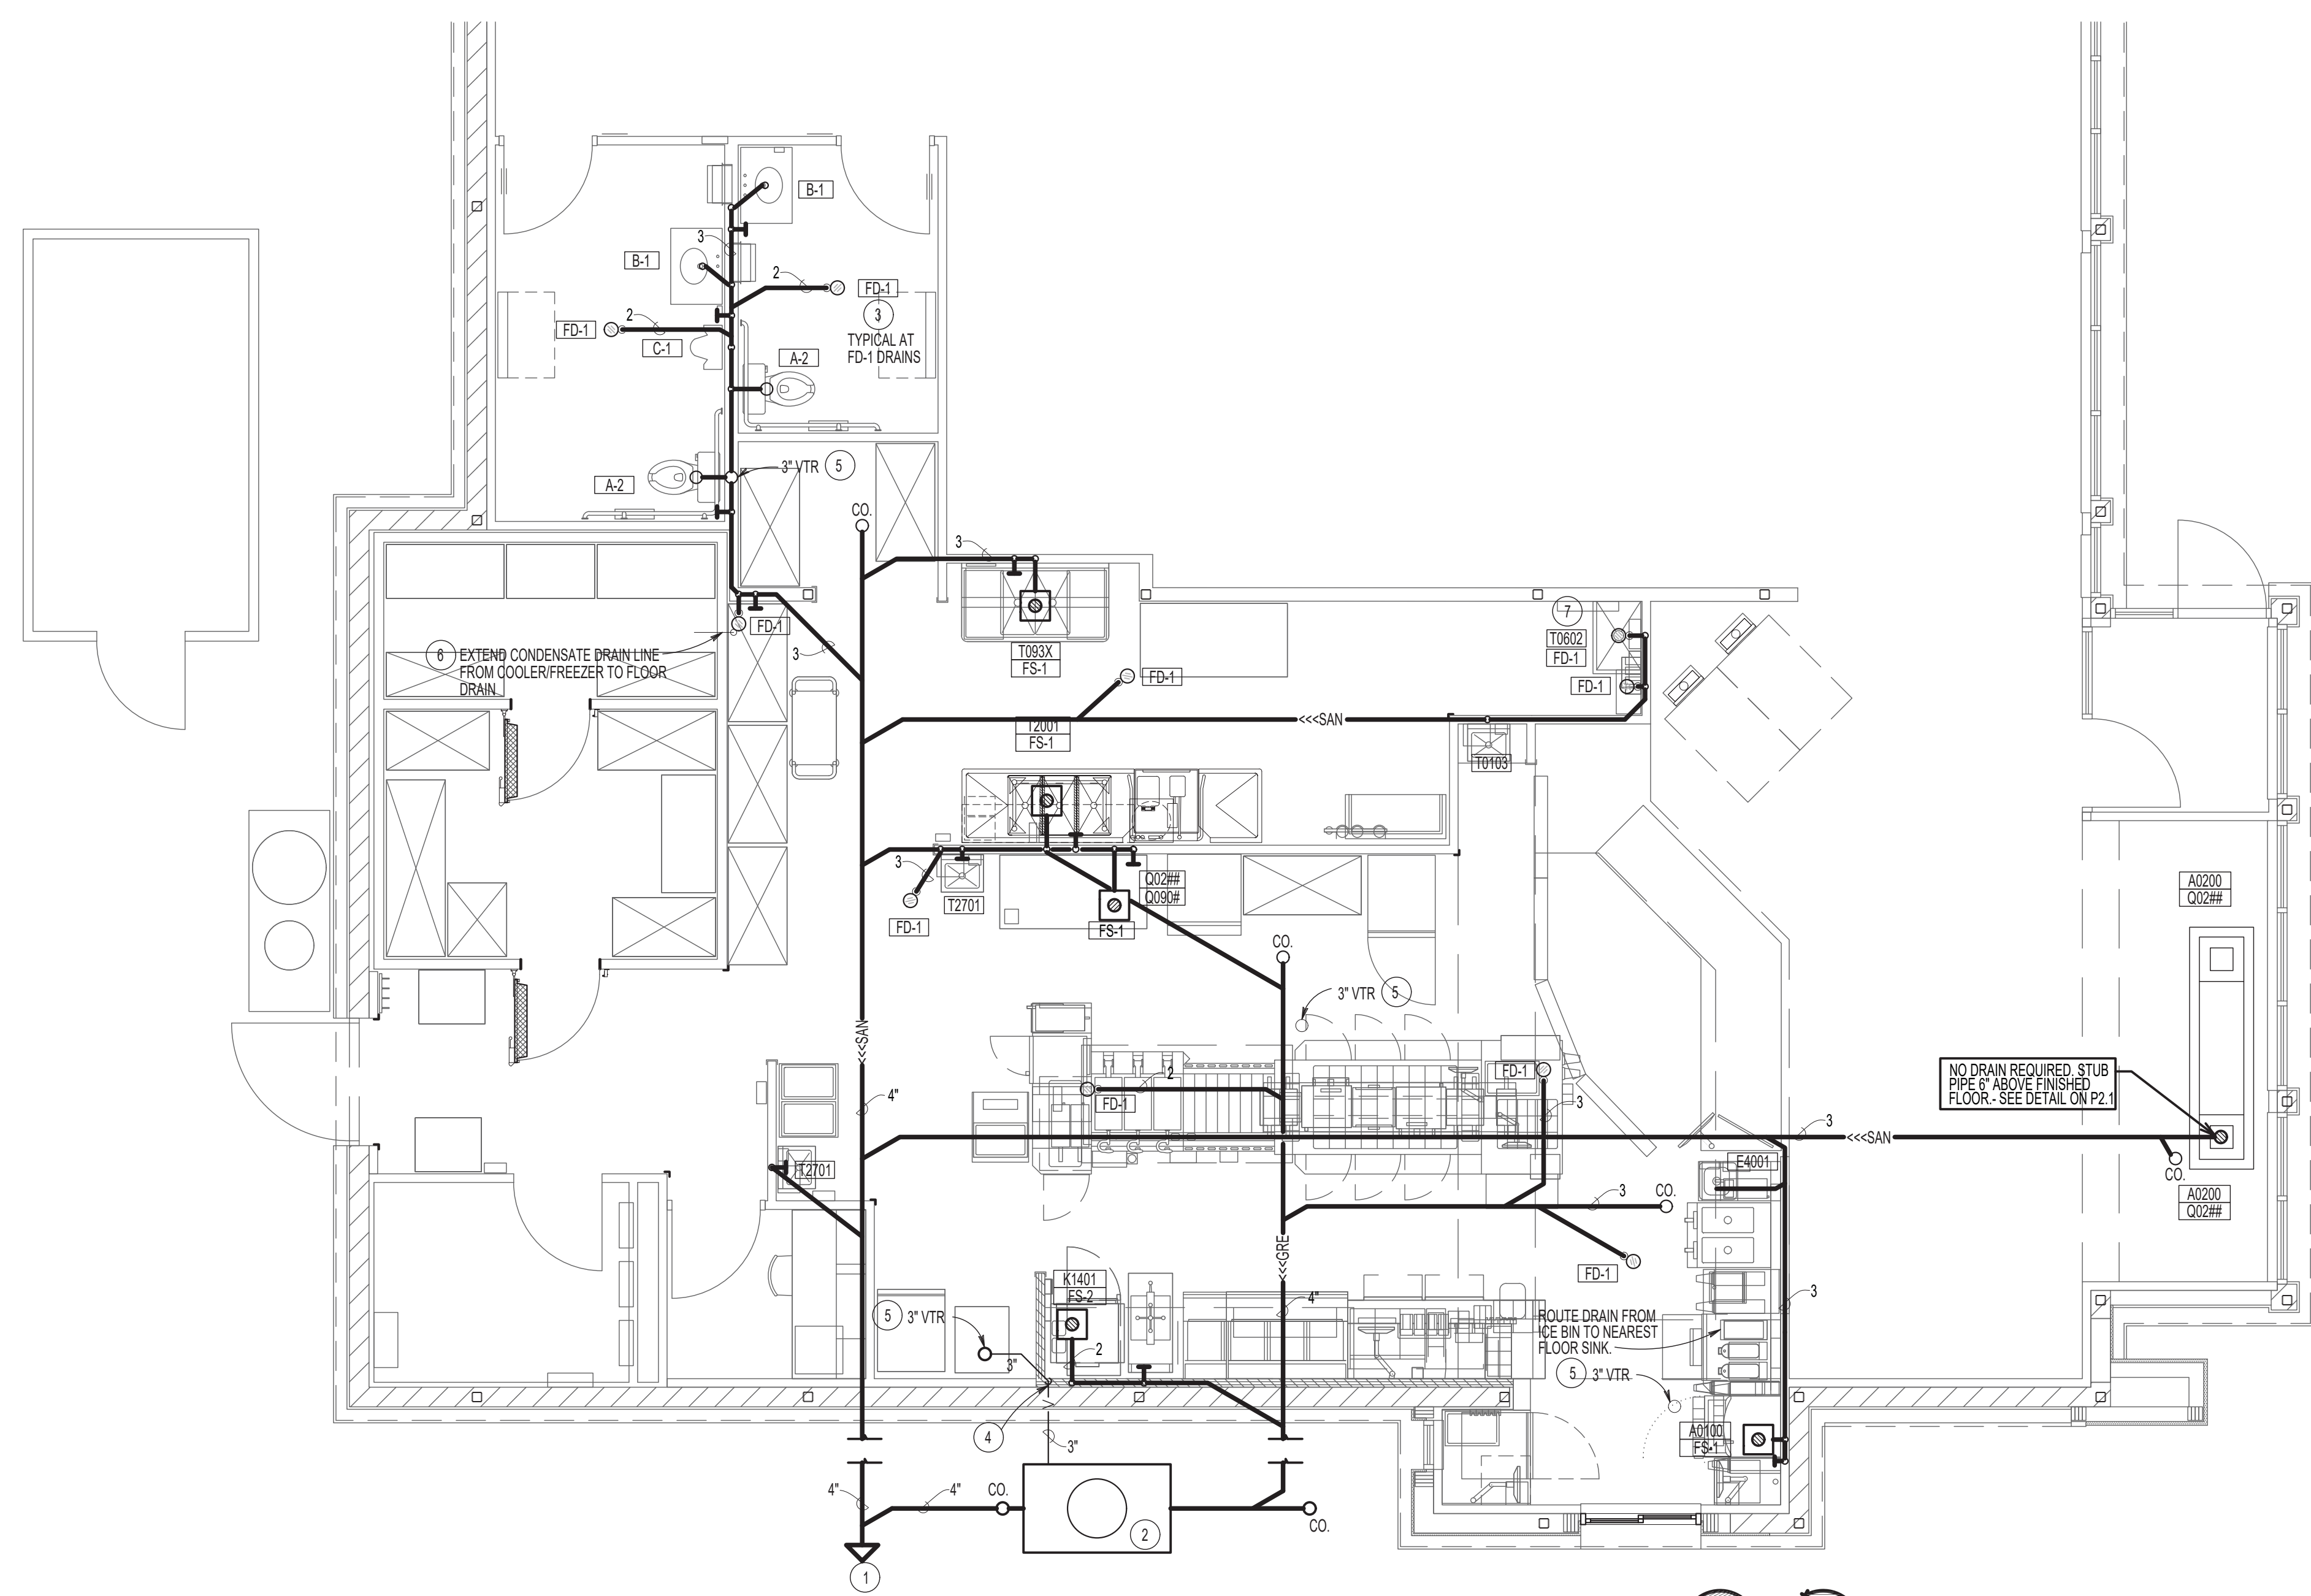 B-1
3
B-1
2
FD-1
3
TYPICAL AT
FD-1 DRAINS
2
FD-1
C-1
A-2
3" VTR 5
A-2
CO.
3
FD-1
6 EXTEND CONDENSATE DRAIN LINE
FROM COOLER/FREEZER TO FLOOR
DRAIN
3
T093X
FS-1
FD-1
7
T0602
FD-1
FD-1
<<<SAN
T2001
FS-1
T0103
3
T2701
FD-1
Q02##
Q090#
FS-1
CO.
A0200
Q02##
3" VTR 5
<<<SAN
4"
2
FD-1
FD-1
3
NO DRAIN REQUIRED. STUB
PIPE 6" ABOVE FINISHED
FLOOR.- SEE DETAIL ON P2.1
3
<<<SAN
CO.
E4001
T2701
A0200
Q02##
3
CO.
<<<GRE
FD-1
K1401
FS-2
4"
3
5 3" VTR
3"
2
ROUTE DRAIN FROM
ICE BIN TO NEAREST
FLOOR SINK.
5 3" VTR
4
3"
A0100
FS-1
4"
4"
CO.
2
CO.
1